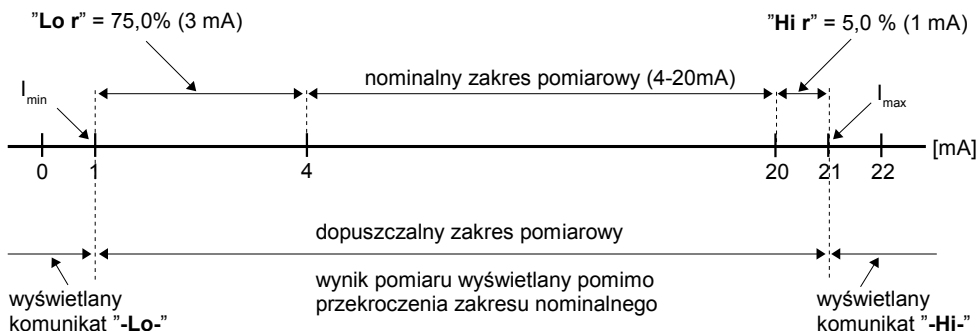 "Lo r" = 75,0% (3 mA)
"Hi r" = 5,0 % (1 mA)
nominalny zakres pomiarowy (4-20mA)
Imin
Imax
[mA]
0 1 4 20 21 22
dopuszczalny zakres pomiarowy
wynik pomiaru wyświetlany pomimo
przekroczenia zakresu nominalnego
wyświetlany
komunikat "-Lo-"
wyświetlany
komunikat "-Hi-"